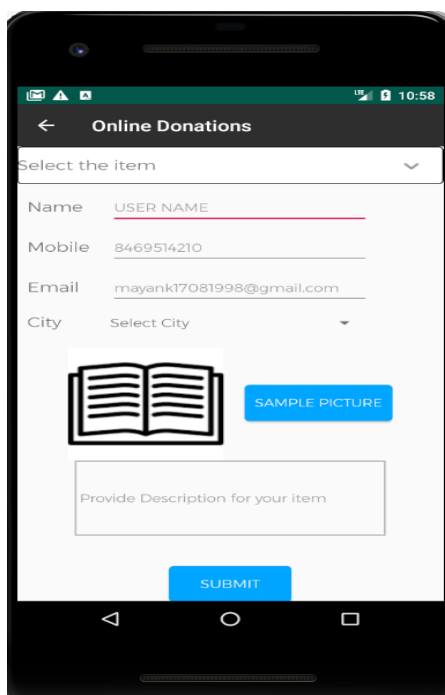 LTE 10:58
Online Donations
Select the item
Name USER NAME
Mobile 8469514210
Email mayank17081998@gmail.com
City Select City
SAMPLE PICTURE
Provide Description for your item
SUBMIT